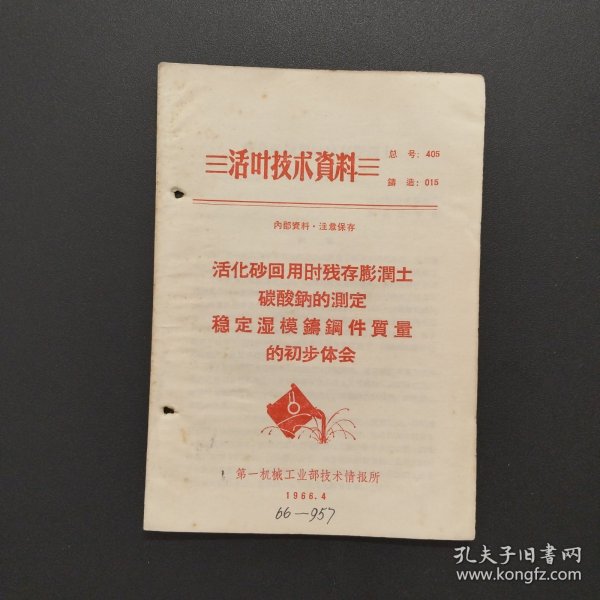 活叶技术資料
总号：405
鑄造：015
內部資料·注意保存
活化砂回用时残存膨潤土
碳酸鈉的測定
稳定湿模鑄鋼件質量
的初步体会
第一机械工业部技术情报所
1966.4
66-957
孔夫子旧书网
www.kongfz.com